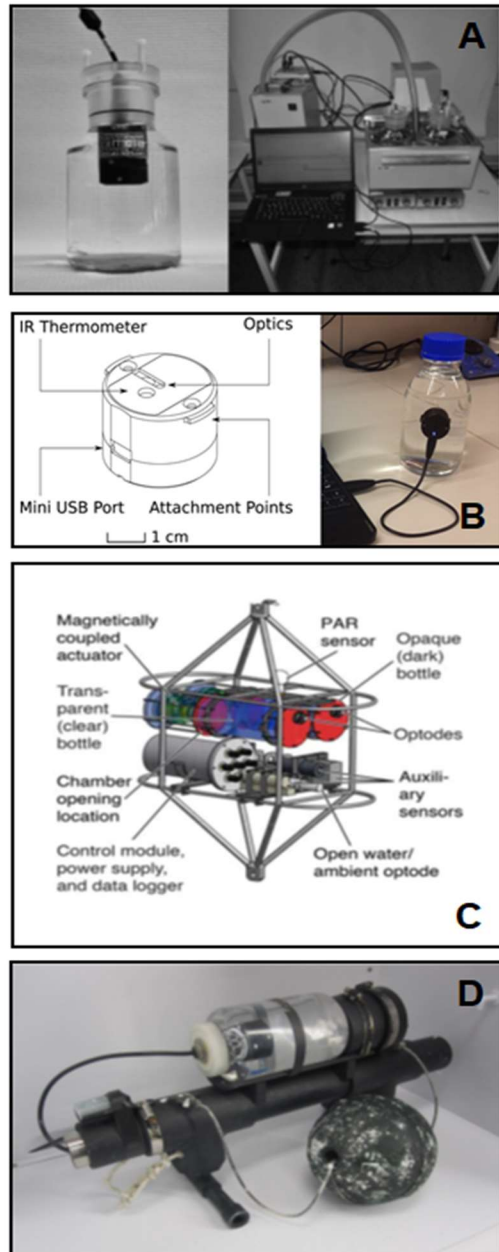 A
IR Thermometer
Optics
Mini USB Port
Attachment Points
1 cm
B
Magnetically
coupled
actuator
PAR
sensor
Opaque
(dark)
bottle
Trans-
parent
(clear)
bottle
Optodes
Chamber
opening
location
Auxili-
ary
sensors
Control module,
power supply,
and data logger
Open water/
ambient optode
C
D